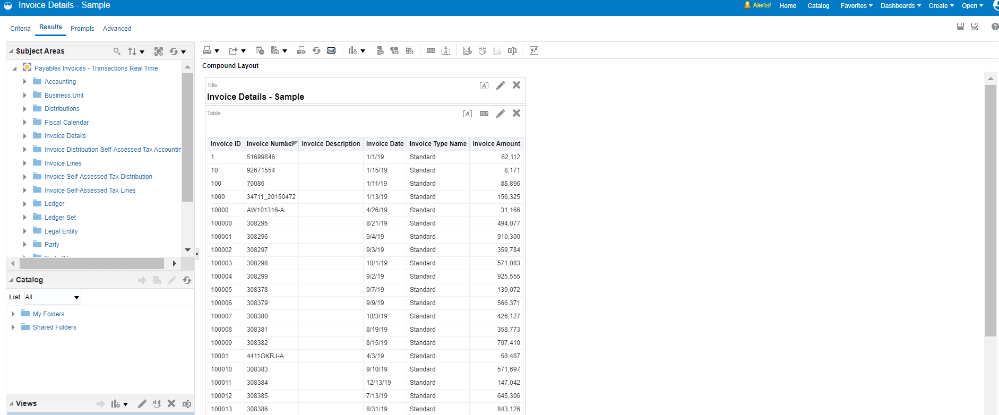 Invoice Details - Sample
Alerts! Home Catalog Favorites Dashboards Create Open
Criteria Results Prompts Advanced
Subject Areas
Payables Invoices - Transactions Real Time
Accounting
Business Unit
Distributions
Fiscal Calendar
Invoice Details
Invoice Distribution Self-Assessed Tax Accountin
Invoice Lines
Invoice Self-Assessed Tax Distribution
Invoice Self-Assessed Tax Lines
Ledger
Ledger Set
Legal Entity
Party
Catalog
List All
My Folders
Shared Folders
Views
Compound Layout
Title
Invoice Details - Sample
Table
Invoice ID Invoice Number Invoice Description Invoice Date Invoice Type Name Invoice Amount
1 51699846 1/1/19 Standard 62,112
10 92671554 1/15/19 Standard 8,171
100 70086 1/11/19 Standard 88,896
1000 34711_20150472 1/13/19 Standard 156,325
10000 AW101316-A 4/26/19 Standard 31,166
100000 308295 8/21/19 Standard 494,077
100001 308296 9/4/19 Standard 910,300
100002 308297 9/3/19 Standard 359,784
100003 308298 10/1/19 Standard 571,083
100004 308299 9/2/19 Standard 925,555
100005 308378 9/7/19 Standard 139,072
100006 308379 9/9/19 Standard 566,371
100007 308380 10/3/19 Standard 426,127
100008 308381 8/19/19 Standard 358,773
100009 308382 8/15/19 Standard 707,410
10001 4411GKRJ-A 4/3/19 Standard 58,487
100010 308383 9/10/19 Standard 571,697
100011 308384 12/13/19 Standard 147,042
100012 308385 7/13/19 Standard 645,306
100013 308386 8/31/19 Standard 843,126